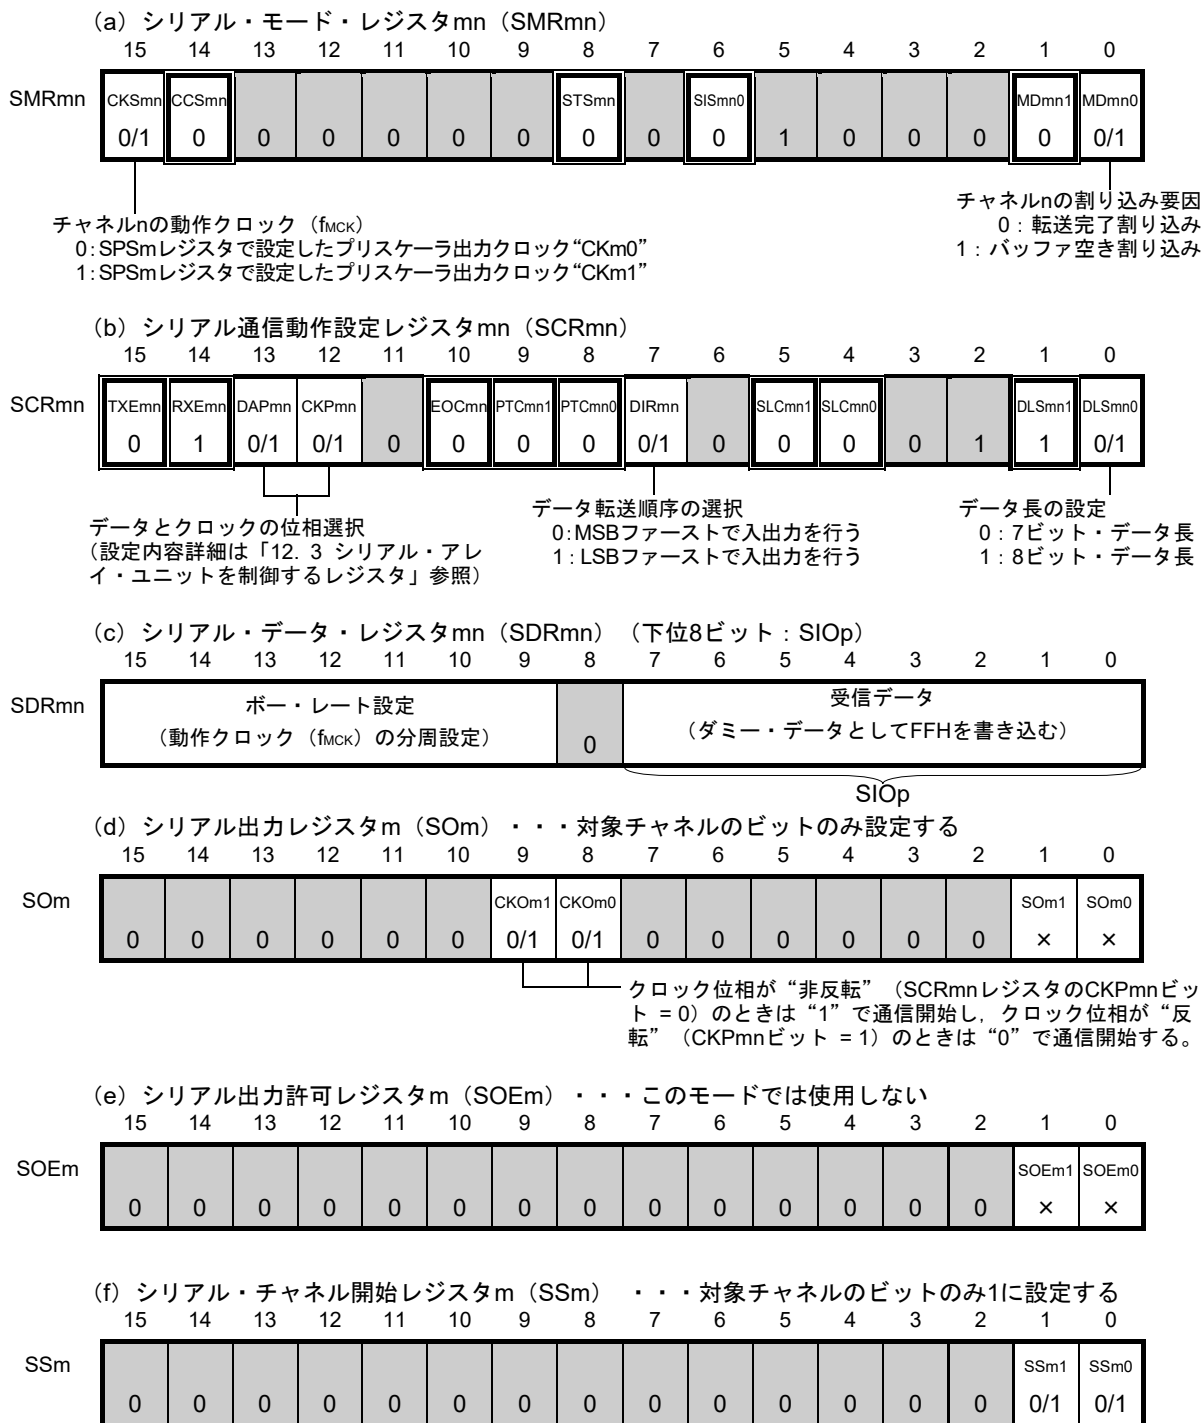 (a) シリアル・モード・レジスタmn（SMRmn）
15 14 13 12 11 10 9 8 7 6 5 4 3 2 1 0
SMRmn CKSmn CCSmn STSmn SISmn0 MDmn1 MDmn0
0/1 0 0 0 0 0 0 0 0 0 1 0 0 0 0 0/1
チャネルnの動作クロック（fMCK）
0：SPSmレジスタで設定したプリスケーラ出力クロック“CKm0”
1：SPSmレジスタで設定したプリスケーラ出力クロック“CKm1”
チャネルnの割り込み要因
0：転送完了割り込み
1：バッファ空き割り込み
(b) シリアル通信動作設定レジスタmn（SCRmn）
15 14 13 12 11 10 9 8 7 6 5 4 3 2 1 0
SCRmn TXEmn RXEmn DAPmn CKPmn EOCmn PTCmn1 PTCmn0 DIRmn SLCmn1 SLCmn0 DLSmn1 DLSmn0
0 1 0/1 0/1 0 0 0 0 0/1 0 0 0 0 1 1 0/1
データとクロックの位相選択
（設定内容詳細は「12. 3 シリアル・アレ
イ・ユニットを制御するレジスタ」参照）
データ転送順序の選択
0：MSBファーストで入出力を行う
1：LSBファーストで入出力を行う
データ長の設定
0：7ビット・データ長
1：8ビット・データ長
(c) シリアル・データ・レジスタmn（SDRmn）（下位8ビット：SIOp）
15 14 13 12 11 10 9 8 7 6 5 4 3 2 1 0
SDRmn ボー・レート設定
（動作クロック（fMCK）の分周設定）
0
受信データ
（ダミー・データとしてFFHを書き込む）
SIOp
(d) シリアル出力レジスタm（SOm）・・・対象チャネルのビットのみ設定する
15 14 13 12 11 10 9 8 7 6 5 4 3 2 1 0
SOm CKOm1 CKOm0 SOm1 SOm0
0 0 0 0 0 0 0/1 0/1 0 0 0 0 0 0 × ×
クロック位相が“非反転”（SCRmnレジスタのCKPmnビッ
ト = 0）のときは“1”で通信開始し，クロック位相が“反
転”（CKPmnビット = 1）のときは“0”で通信開始する。
(e) シリアル出力許可レジスタm（SOEm）・・・このモードでは使用しない
15 14 13 12 11 10 9 8 7 6 5 4 3 2 1 0
SOEm SOEm1 SOEm0
0 0 0 0 0 0 0 0 0 0 0 0 0 0 × ×
(f) シリアル・チャネル開始レジスタm（SSm）・・・対象チャネルのビットのみ1に設定する
15 14 13 12 11 10 9 8 7 6 5 4 3 2 1 0
SSm SSm1 SSm0
0 0 0 0 0 0 0 0 0 0 0 0 0 0 0/1 0/1